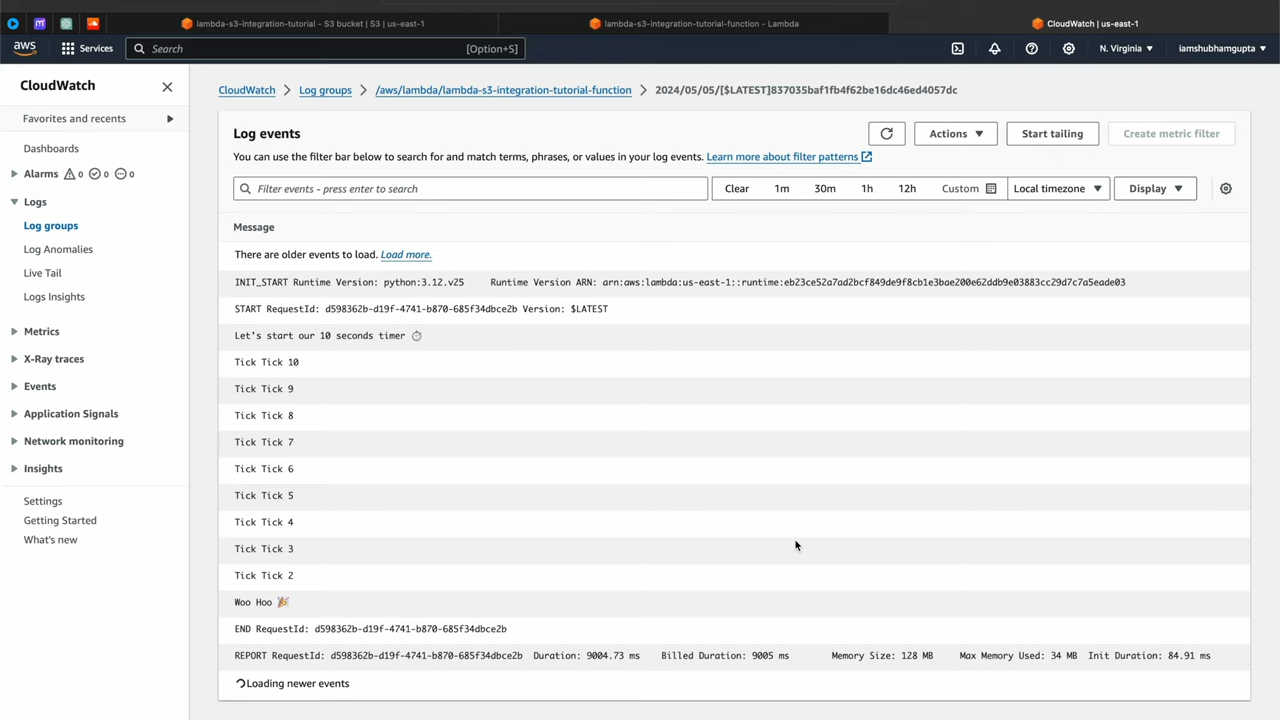 lambda-s3-integration-tutorial - S3 bucket | S3 | us-east-1
lambda-s3-integration-tutorial-function - Lambda
CloudWatch | us-east-1
aws
Services
Search
[Option+S]
N. Virginia
iamshubhamgupta
CloudWatch
Favorites and recents
Dashboards
Alarms 0 0 0
Logs
Log groups
Log Anomalies
Live Tail
Logs Insights
Metrics
X-Ray traces
Events
Application Signals
Network monitoring
Insights
Settings
Getting Started
What's new
CloudWatch > Log groups > /aws/lambda/lambda-s3-integration-tutorial-function > 2024/05/05/[$LATEST]837035baf1fb4f62be16dc46ed4057dc
Log events
Actions
Start tailing
Create metric filter
You can use the filter bar below to search for and match terms, phrases, or values in your log events. Learn more about filter patterns
Filter events - press enter to search
Clear 1m 30m 1h 12h Custom
Local timezone
Display
Message
There are older events to load. Load more.
INIT_START Runtime Version: python:3.12.v25 Runtime Version ARN: arn:aws:lambda:us-east-1::runtime:eb23ce52a7ad2bcf849de9f8cb1e3bae200e62ddb9e03883cc29d7c7a5eade03
START RequestId: d598362b-d19f-4741-b870-685f34dbce2b Version: $LATEST
Let's start our 10 seconds timer ⏱
Tick Tick 10
Tick Tick 9
Tick Tick 8
Tick Tick 7
Tick Tick 6
Tick Tick 5
Tick Tick 4
Tick Tick 3
Tick Tick 2
Woo Hoo 🎉
END RequestId: d598362b-d19f-4741-b870-685f34dbce2b
REPORT RequestId: d598362b-d19f-4741-b870-685f34dbce2b Duration: 9004.73 ms Billed Duration: 9005 ms Memory Size: 128 MB Max Memory Used: 34 MB Init Duration: 84.91 ms
Loading newer events